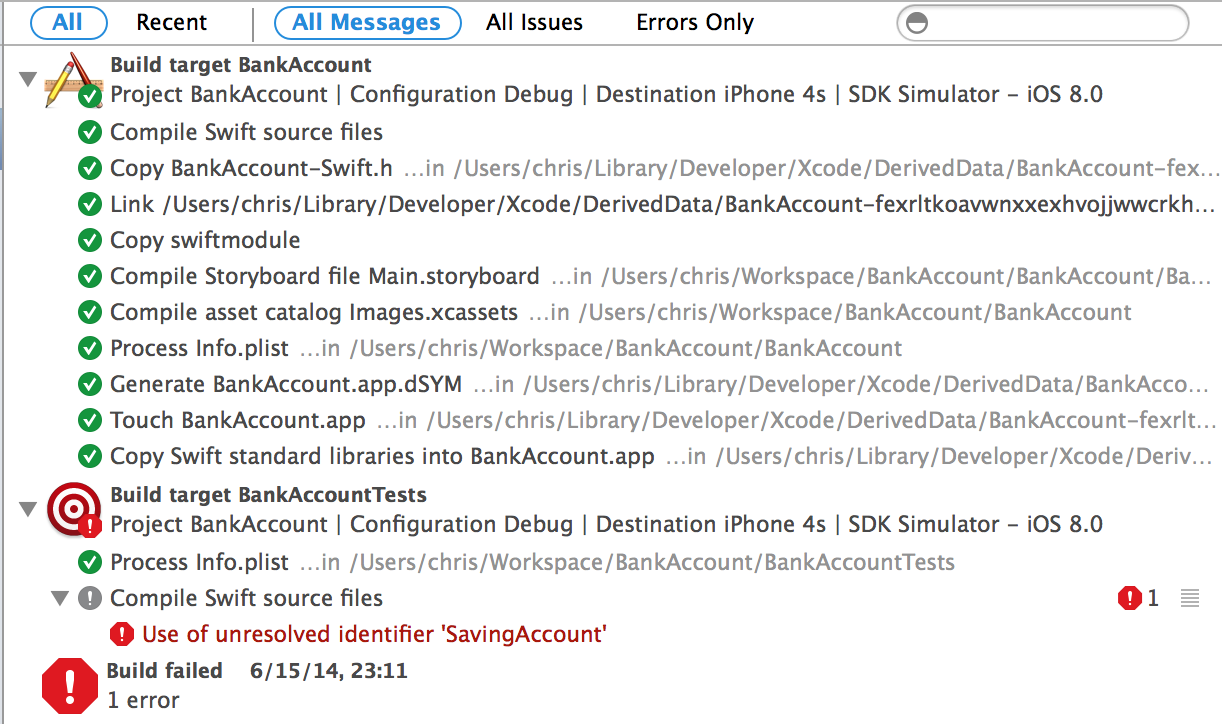 All Recent All Messages All Issues Errors Only
Build target BankAccount
Project BankAccount | Configuration Debug | Destination iPhone 4s | SDK Simulator – iOS 8.0
Compile Swift source files
Copy BankAccount-Swift.h ...in /Users/chris/Library/Developer/Xcode/DerivedData/BankAccount-fex...
Link /Users/chris/Library/Developer/Xcode/DerivedData/BankAccount-fexrltkoavwnxxexhvojjwwcrkh...
Copy swiftmodule
Compile Storyboard file Main.storyboard ...in /Users/chris/Workspace/BankAccount/BankAccount/Ba...
Compile asset catalog Images.xcassets ...in /Users/chris/Workspace/BankAccount/BankAccount
Process Info.plist ...in /Users/chris/Workspace/BankAccount/BankAccount
Generate BankAccount.app.dSYM ...in /Users/chris/Library/Developer/Xcode/DerivedData/BankAcco...
Touch BankAccount.app ...in /Users/chris/Library/Developer/Xcode/DerivedData/BankAccount-fexrlt...
Copy Swift standard libraries into BankAccount.app ...in /Users/chris/Library/Developer/Xcode/Deriv...
Build target BankAccountTests
Project BankAccount | Configuration Debug | Destination iPhone 4s | SDK Simulator – iOS 8.0
Process Info.plist ...in /Users/chris/Workspace/BankAccount/BankAccountTests
Compile Swift source files 1
Use of unresolved identifier 'SavingAccount'
Build failed 6/15/14, 23:11
1 error